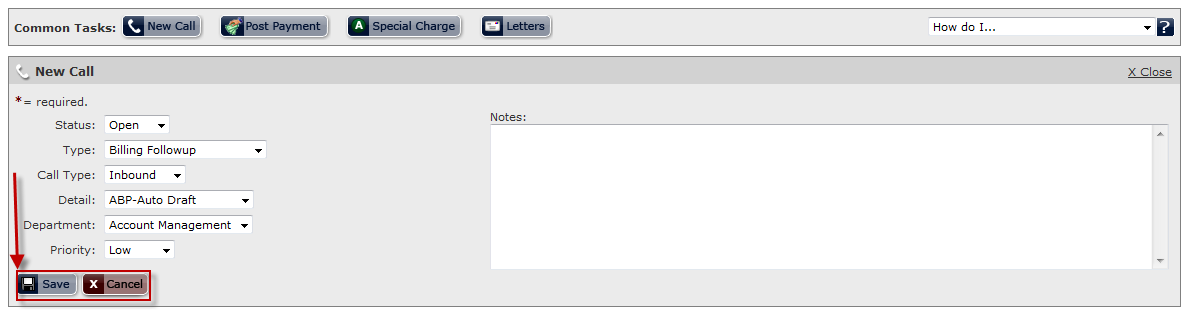 Common Tasks: New Call Post Payment A Special Charge Letters How do I... ?
New Call X Close
*= required.
Notes:
Status: Open
Type: Billing Followup
Call Type: Inbound
Detail: ABP-Auto Draft
Department: Account Management
Priority: Low
Save X Cancel